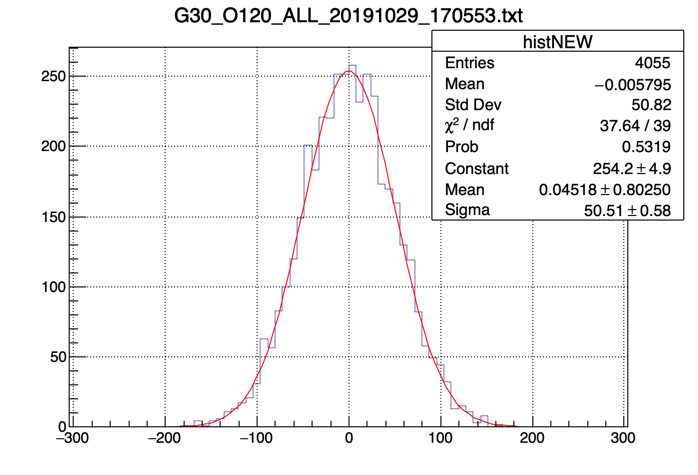 G30_O120_ALL_20191029_170553.txt
histNEW
Entries 4055
Mean −0.005795
Std Dev 50.82
χ² / ndf 37.64 / 39
Prob 0.5319
Constant 254.2 ± 4.9
Mean 0.04518 ± 0.80250
Sigma 50.51 ± 0.58
250
200
150
100
50
0
−300 −200 −100 0 100 200 300